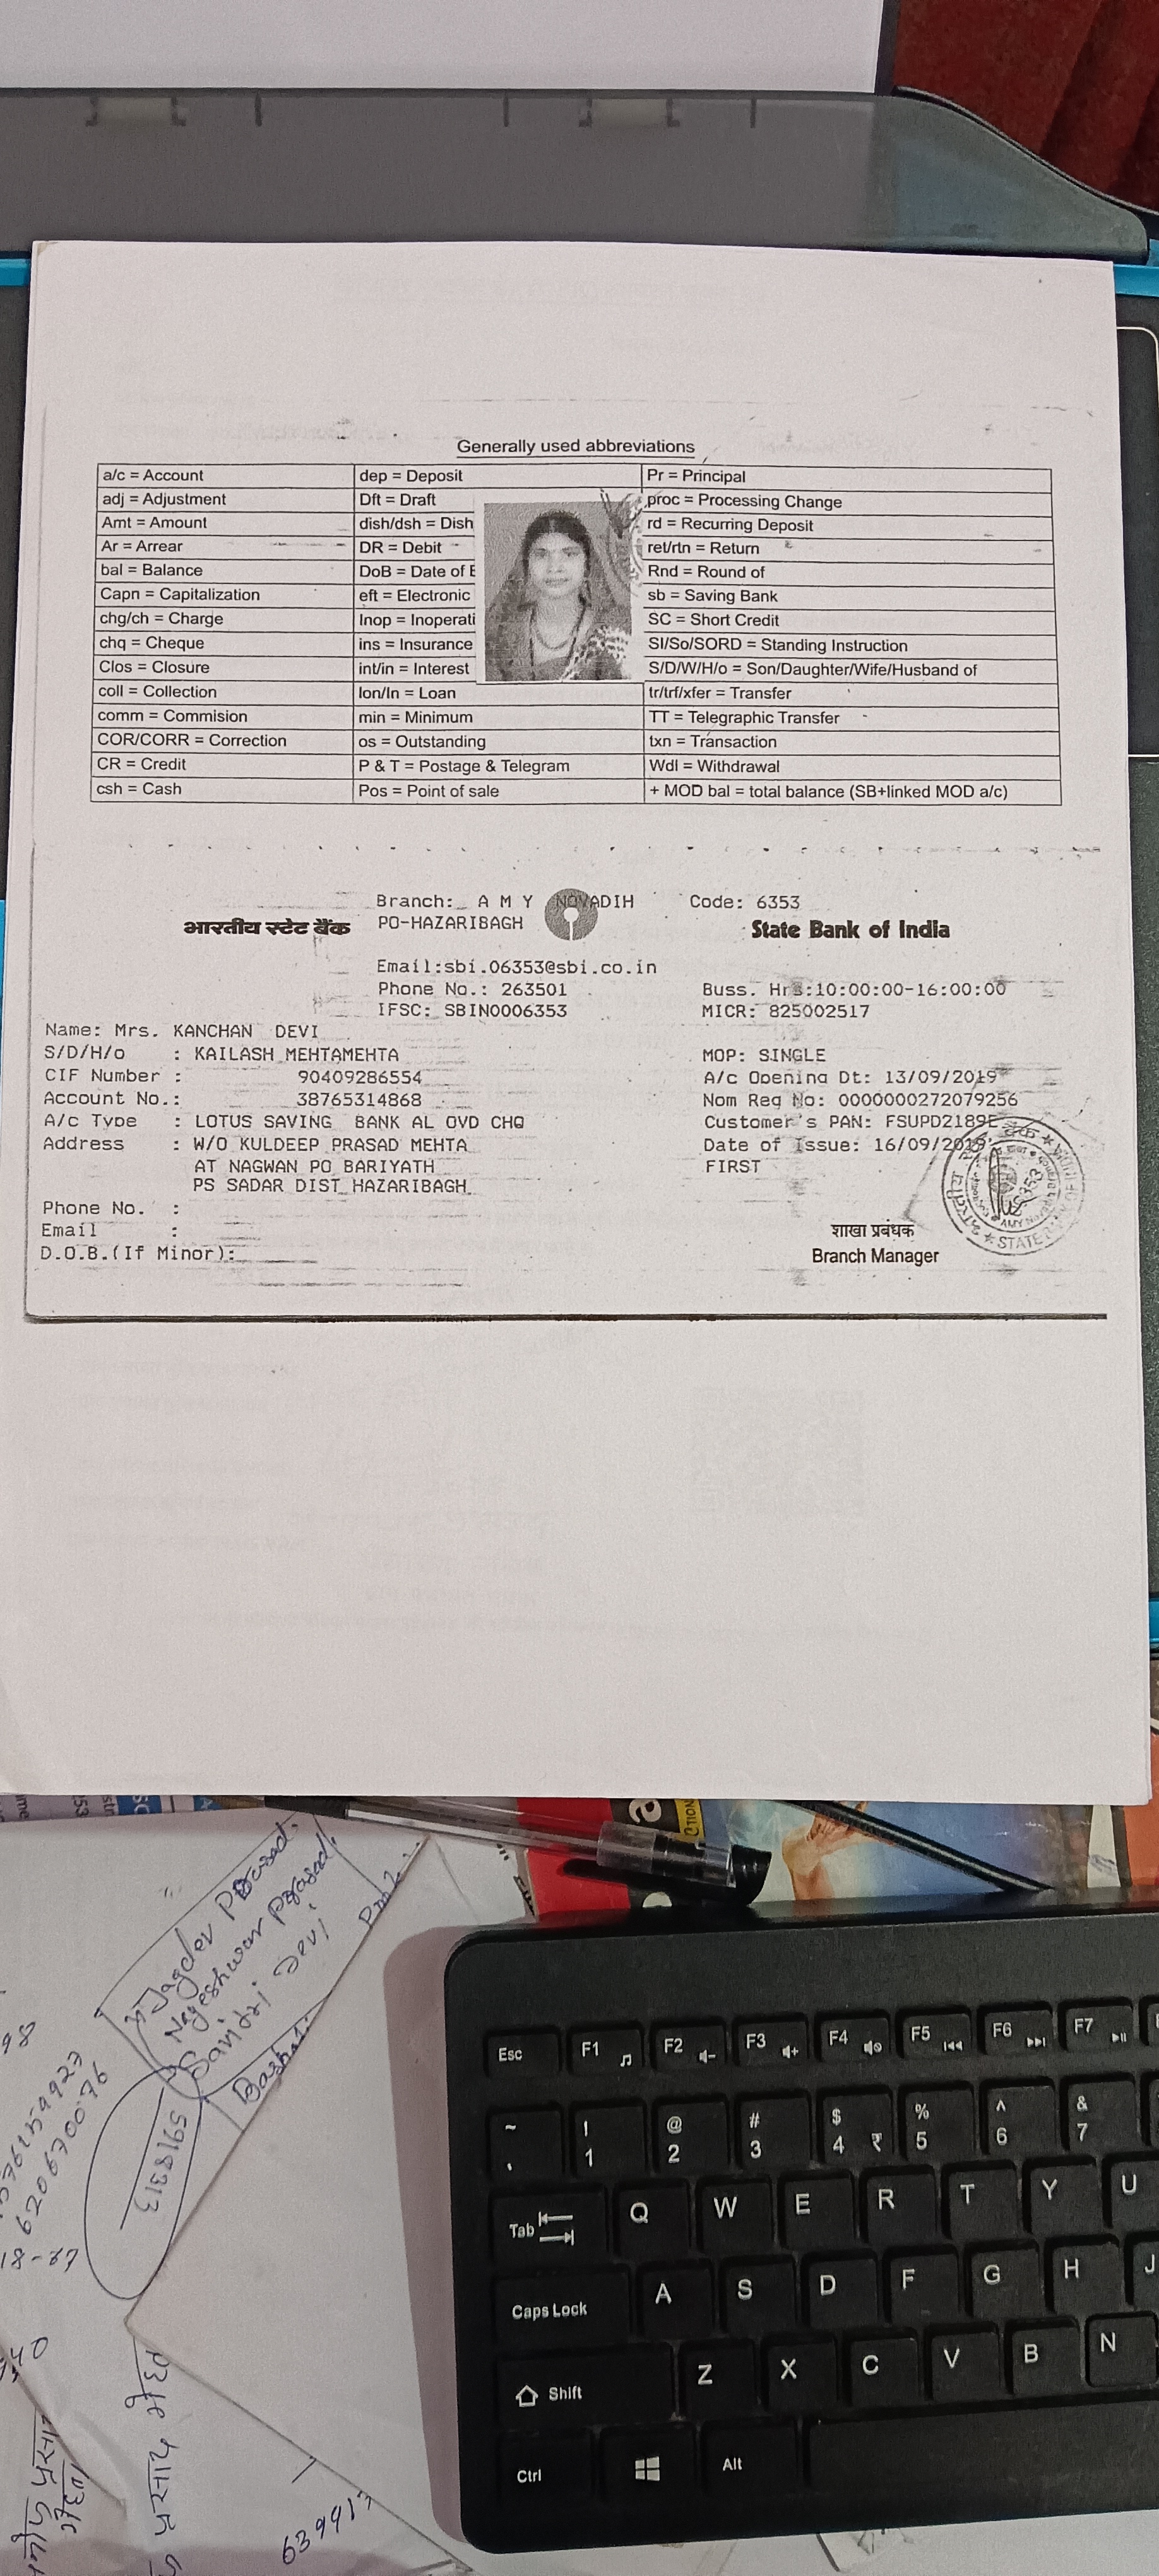 Generally used abbreviations
a/c = Account dep = Deposit Pr = Principal
adj = Adjustment Dft = Draft proc = Processing Change
Amt = Amount dish/dsh = Dish rd = Recurring Deposit
Ar = Arrear DR = Debit ret/rtn = Return
bal = Balance DoB = Date of Rnd = Round of
Capn = Capitalization eft = Electronic sb = Saving Bank
chg/ch = Charge Inop = Inoperati SC = Short Credit
chq = Cheque ins = Insurance SI/So/SORD = Standing Instruction
Clos = Closure int/in = Interest S/D/W/H/o = Son/Daughter/Wife/Husband of
coll = Collection lon/ln = Loan tr/trf/xfer = Transfer
comm = Commision min = Minimum TT = Telegraphic Transfer
COR/CORR = Correction os = Outstanding txn = Transaction
CR = Credit P & T = Postage & Telegram Wdl = Withdrawal
csh = Cash Pos = Point of sale + MOD bal = total balance (SB+linked MOD a/c)
Branch: A M Y NOVADIH Code: 6353
भारतीय स्टेट बैंक PO-HAZARIBAGH State Bank of India
Email:sbi.06353@sbi.co.in
Phone No.: 263501 Buss. Hrs:10:00:00-16:00:00
IFSC: SBIN0006353 MICR: 825002517
Name: Mrs. KANCHAN DEVI
S/D/H/o : KAILASH MEHTAMEHTA MOP: SINGLE
CIF Number : 90409286554 A/c Opening Dt: 13/09/2019
Account No.: 38765314868 Nom Reg No: 0000000272079256
A/c Type : LOTUS SAVING BANK AL OVD CHQ Customer's PAN: FSUPD2189E
Address : W/O KULDEEP PRASAD MEHTA Date of Issue: 16/09/2019
AT NAGWAN PO BARIYATH FIRST
PS SADAR DIST HAZARIBAGH
Phone No. :
Email :
D.O.B.(If Minor):
शाखा प्रबंधक
Branch Manager
Jagdev Prasad
Nageshwar Prasad
Savitri Devi
5918313
6206700076
18-37
639413
Esc F1 F2 F3 F4 F5 F6 F7
~ ! @ # $ % ^ &
1 2 3 4 ₹ 5 6 7
Tab Q W E R T Y U
Caps Lock A S D F G H J
Shift Z X C V B N
Ctrl Alt